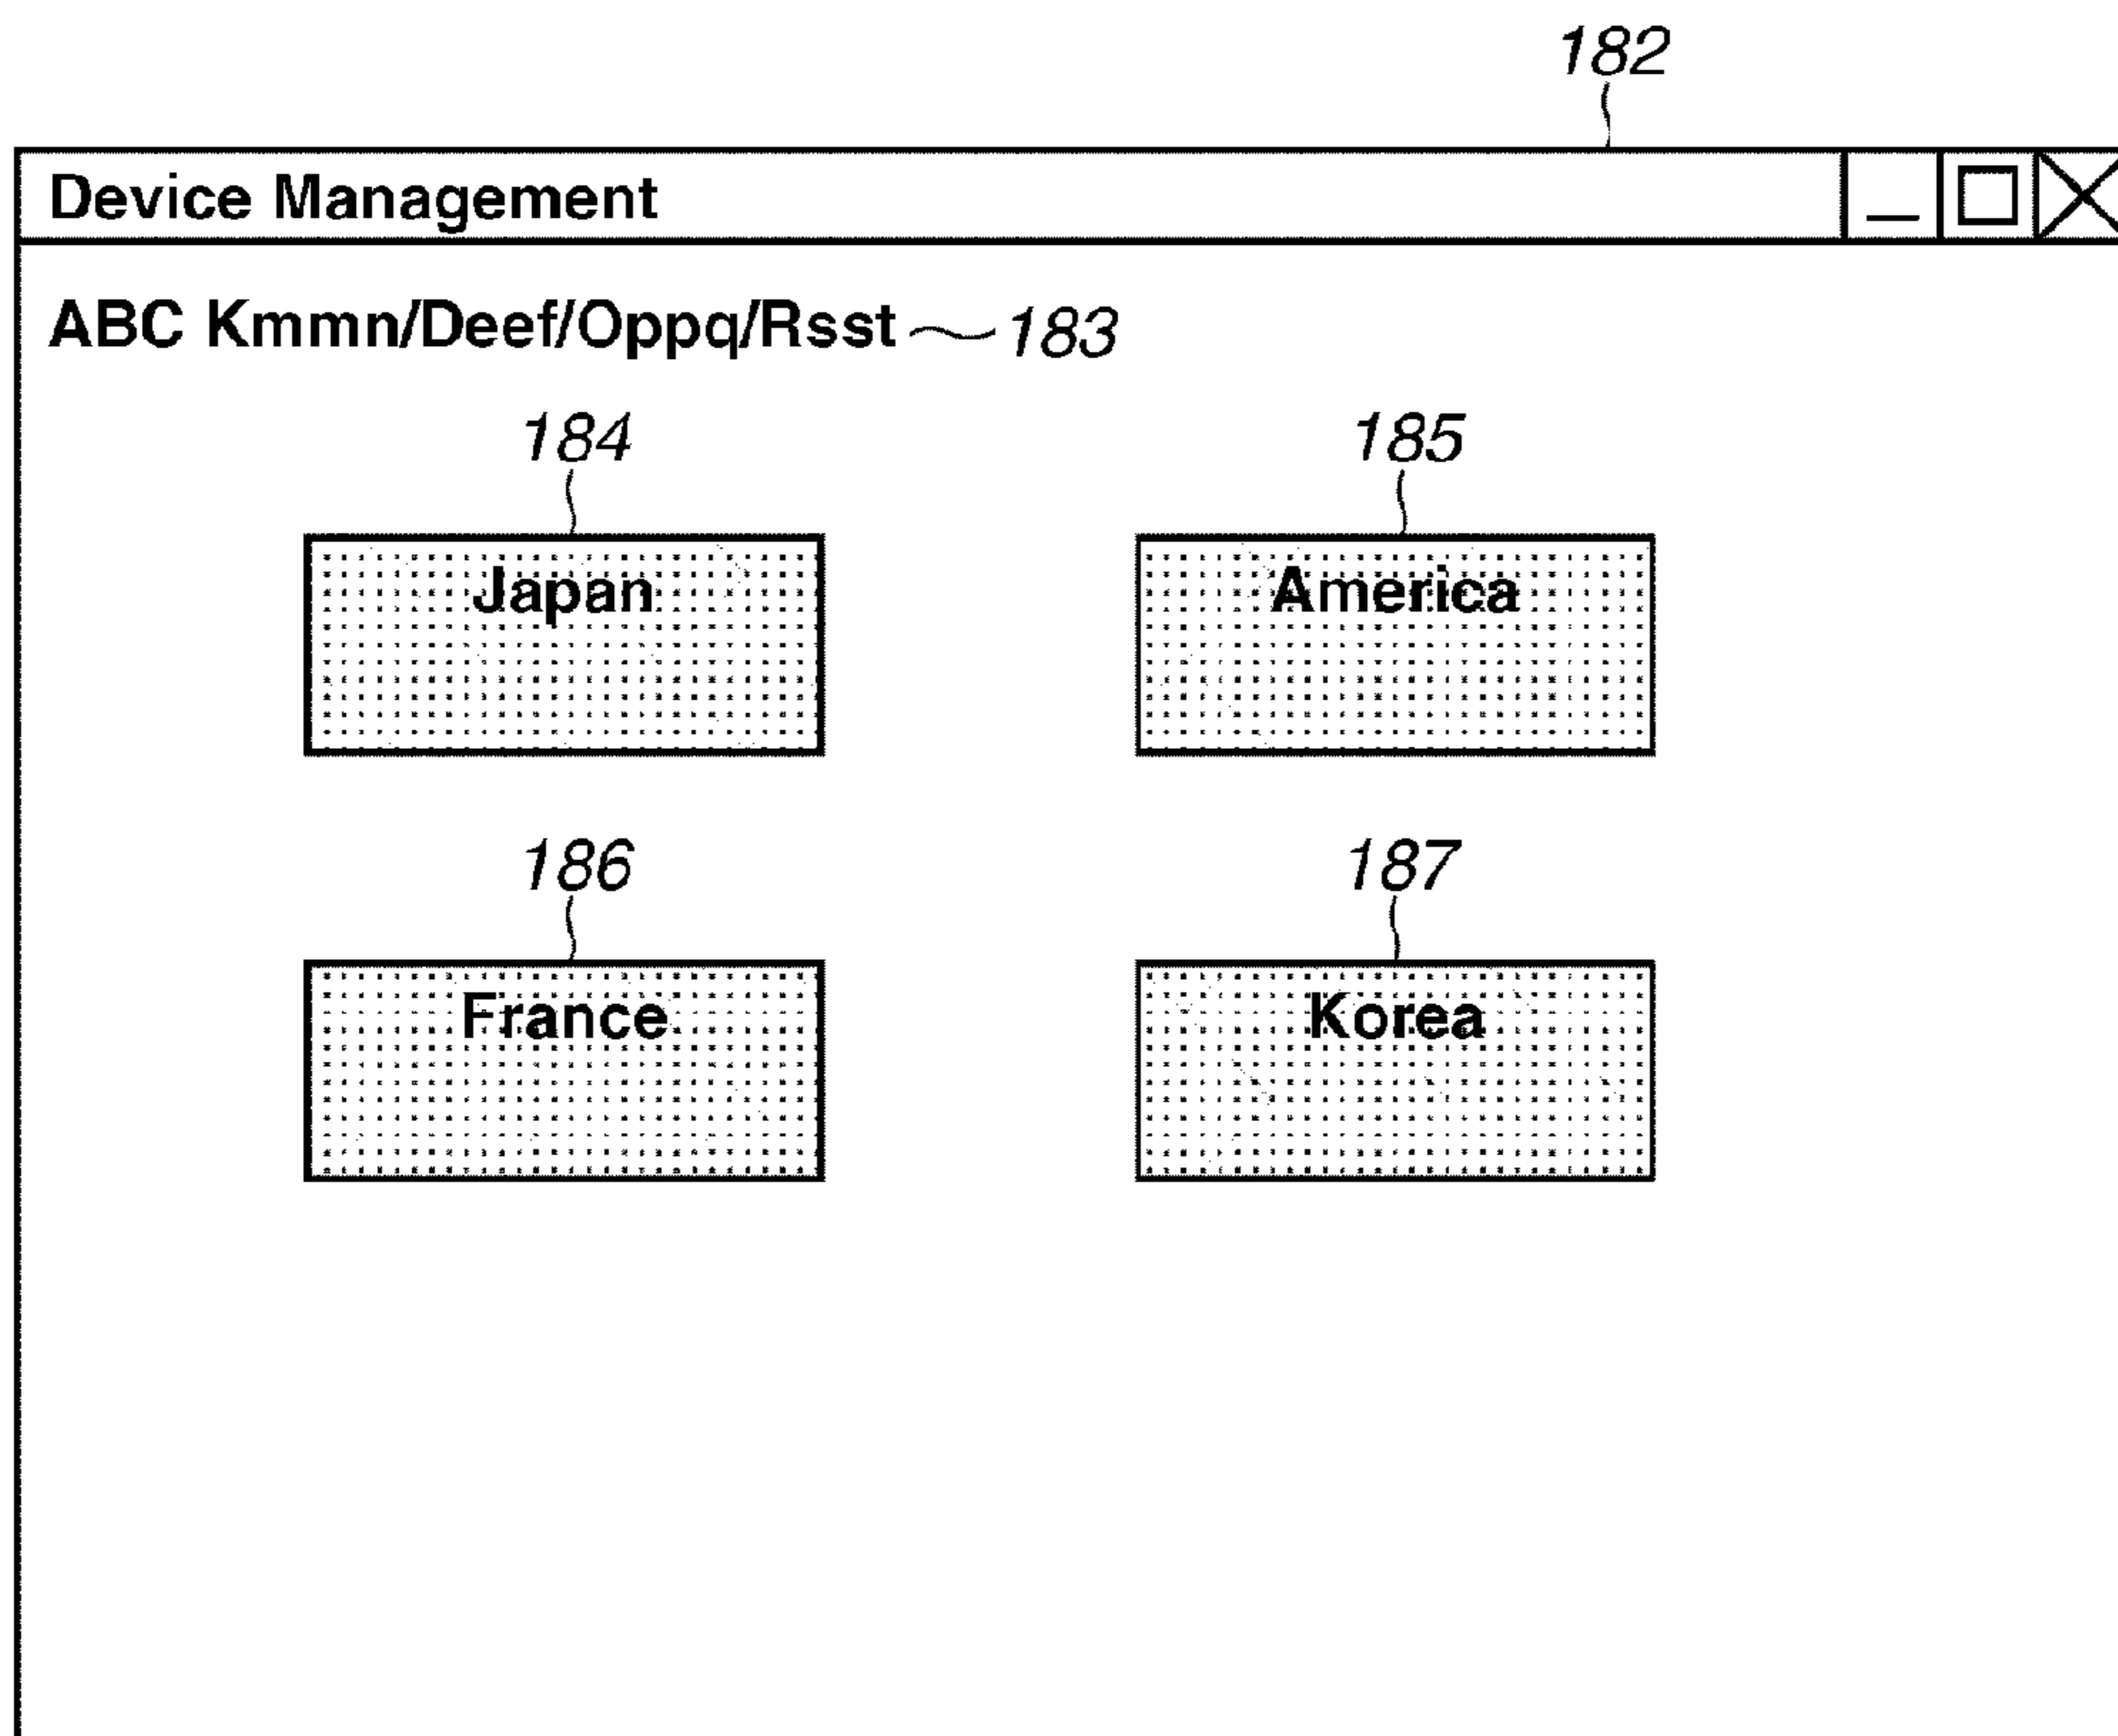 182
Device Management
ABC Kmmn/Deef/Oppq/Rsst 183
184 185
Japan America
186 187
France Korea